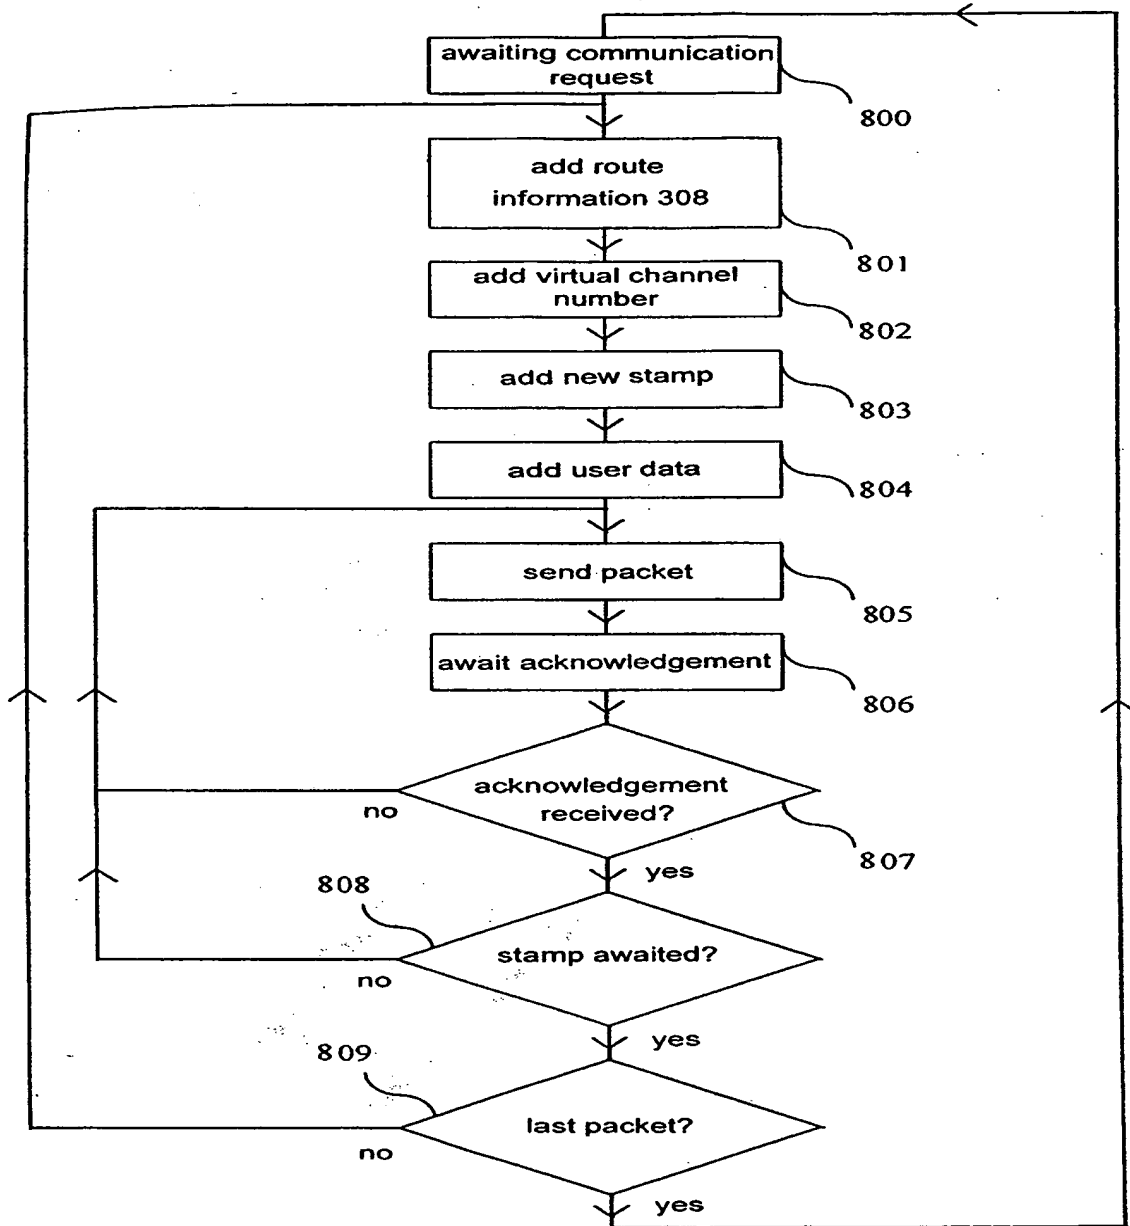 awaiting communication
request
800
add route
information 308
801
add virtual channel
number
802
add new stamp
803
add user data
804
send packet
805
await acknowledgement
806
acknowledgement
received?
no
807
yes
808
stamp awaited?
no
yes
809
last packet?
no
yes